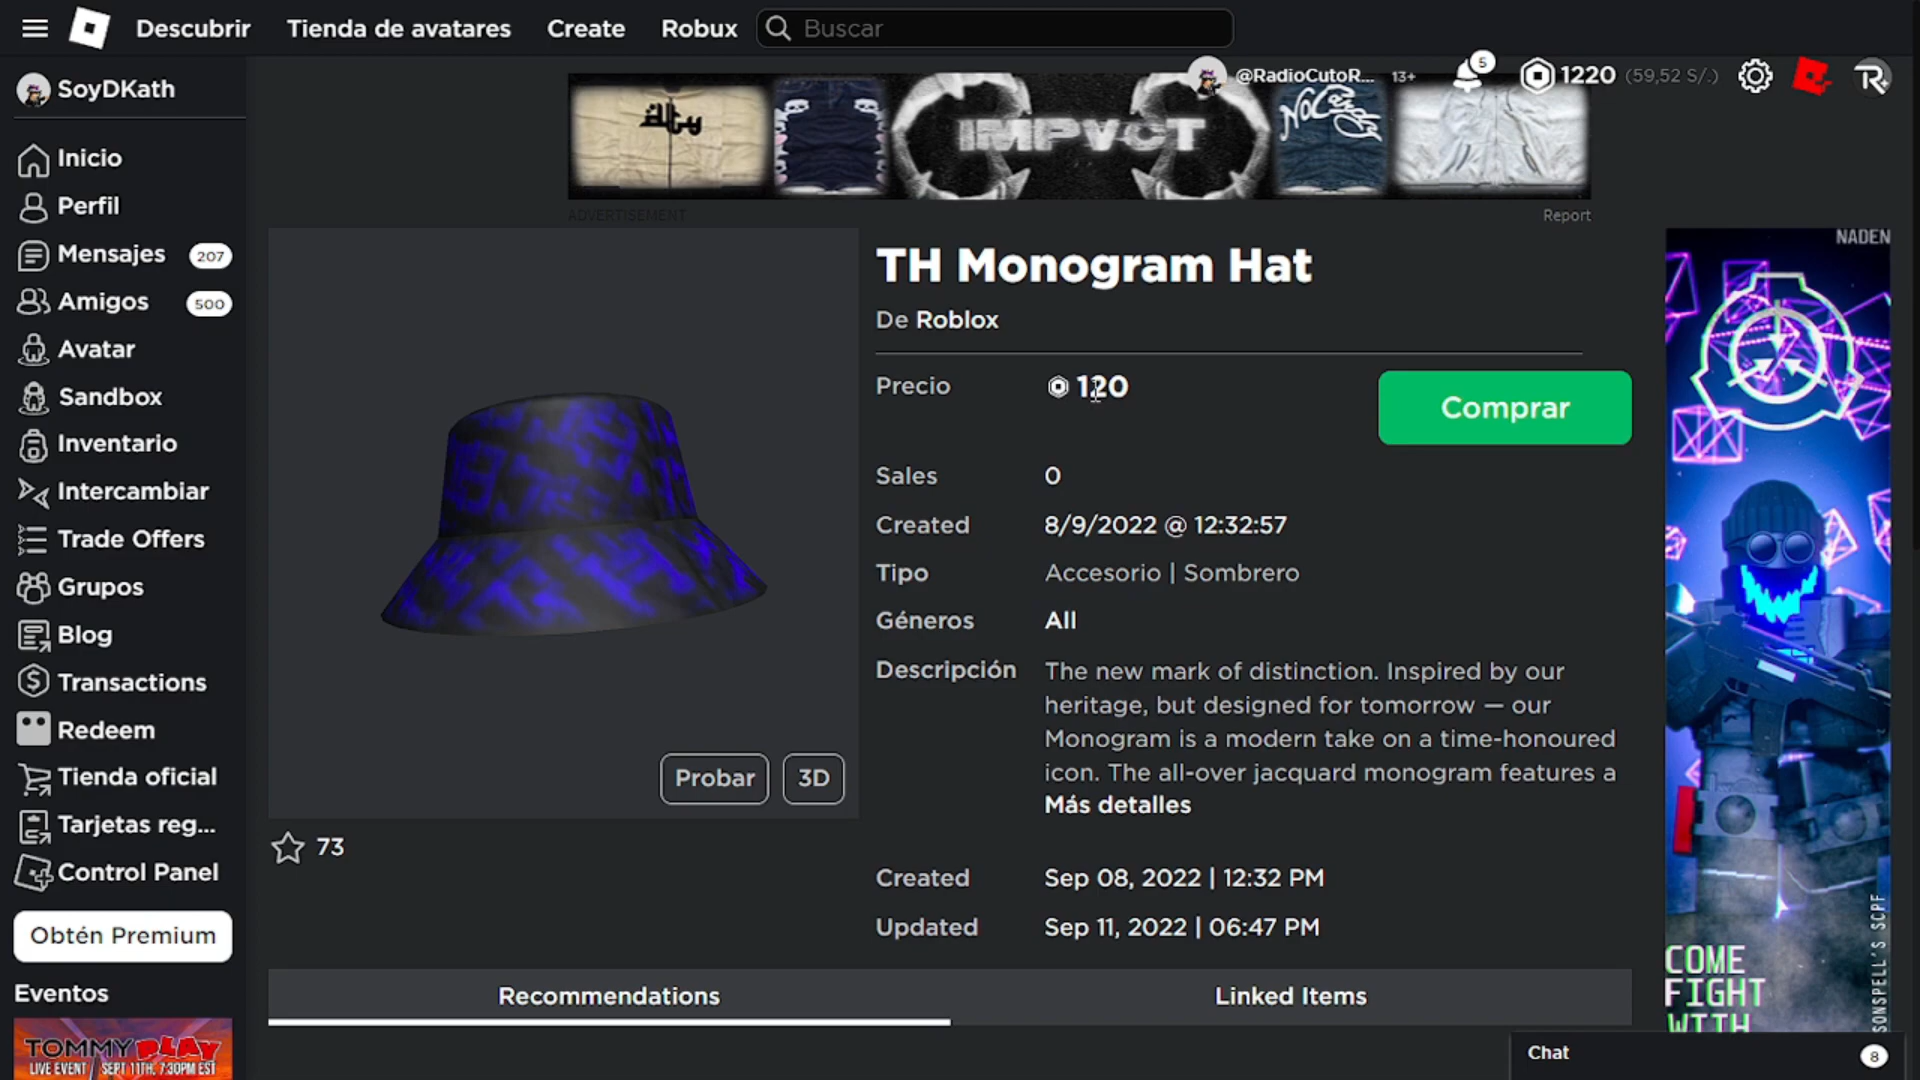 Descubrir
Tienda de avatares
Create
Robux
Buscar
SoyDKath
@RadioCutoR...
13+
5
1220
(59,52 S/.)
IMPVCT
NoCandy
ADVERTISEMENT
Report
Inicio
Perfil
Mensajes
207
Amigos
500
Avatar
Sandbox
Inventario
Intercambiar
Trade Offers
Grupos
Blog
Transactions
Redeem
Tienda oficial
Tarjetas reg...
Control Panel
Obtén Premium
Eventos
TOMMY PLAY
LIVE EVENT / SEPT 11TH, 7:30PM EST
Probar
3D
73
TH Monogram Hat
De Roblox
Precio
120
Comprar
Sales
0
Created
8/9/2022 @ 12:32:57
Tipo
Accesorio | Sombrero
Géneros
All
Descripción
The new mark of distinction. Inspired by our
heritage, but designed for tomorrow — our
Monogram is a modern take on a time-honoured
icon. The all-over jacquard monogram features a
Más detalles
Created
Sep 08, 2022 | 12:32 PM
Updated
Sep 11, 2022 | 06:47 PM
Recommendations
Linked Items
NADEN
COME
FIGHT
WITH
SONSPELL'S SCPF
Chat
8